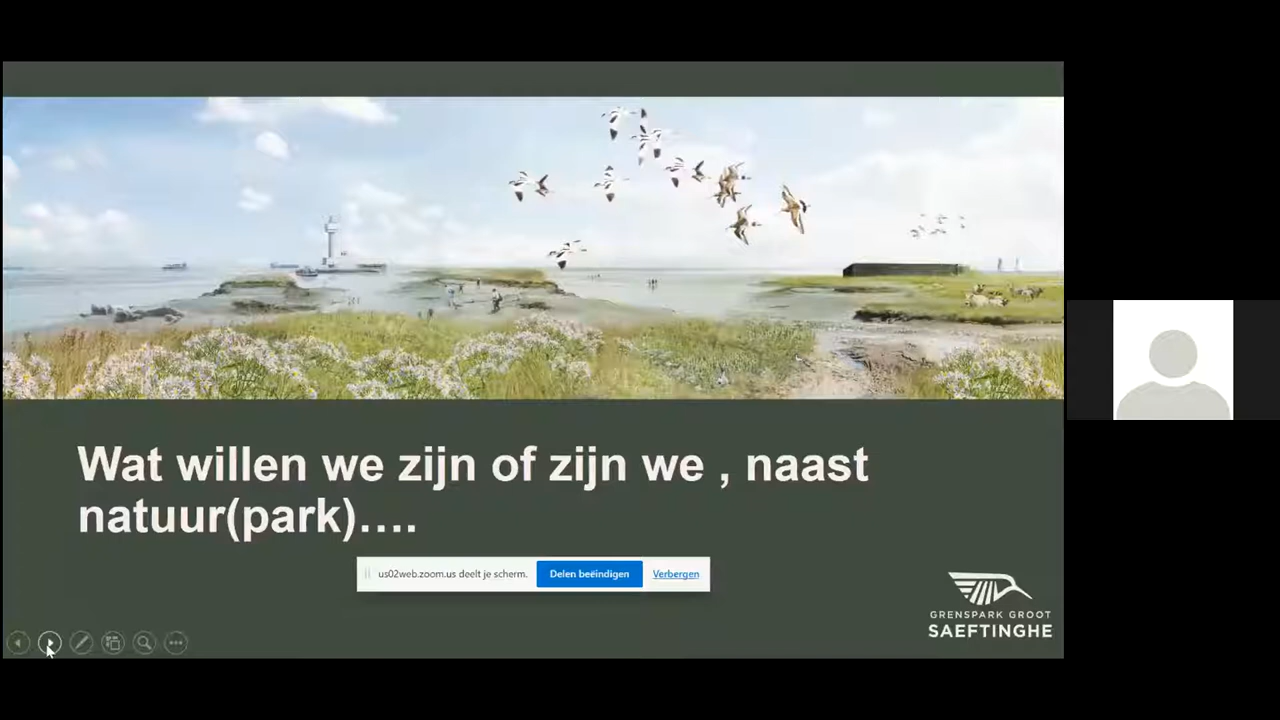 Wat willen we zijn of zijn we , naast
natuur(park)....
us02web.zoom.us deelt je scherm.
Delen beëindigen
Verbergen
GRENSPARK GROOT
SAEFTINGHE